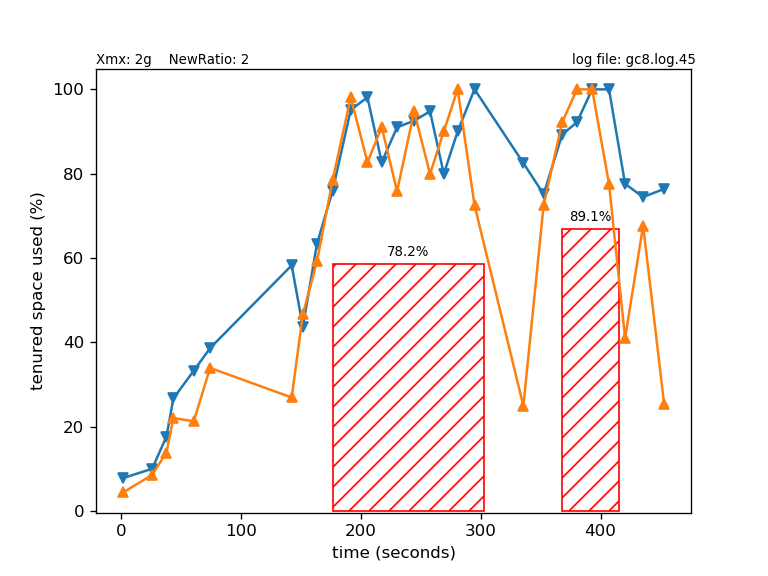 Xmx: 2g NewRatio: 2 log file: gc8.log.45
100
80
60
40
20
0
tenured space used (%)
78.2%
89.1%
0 100 200 300 400
time (seconds)